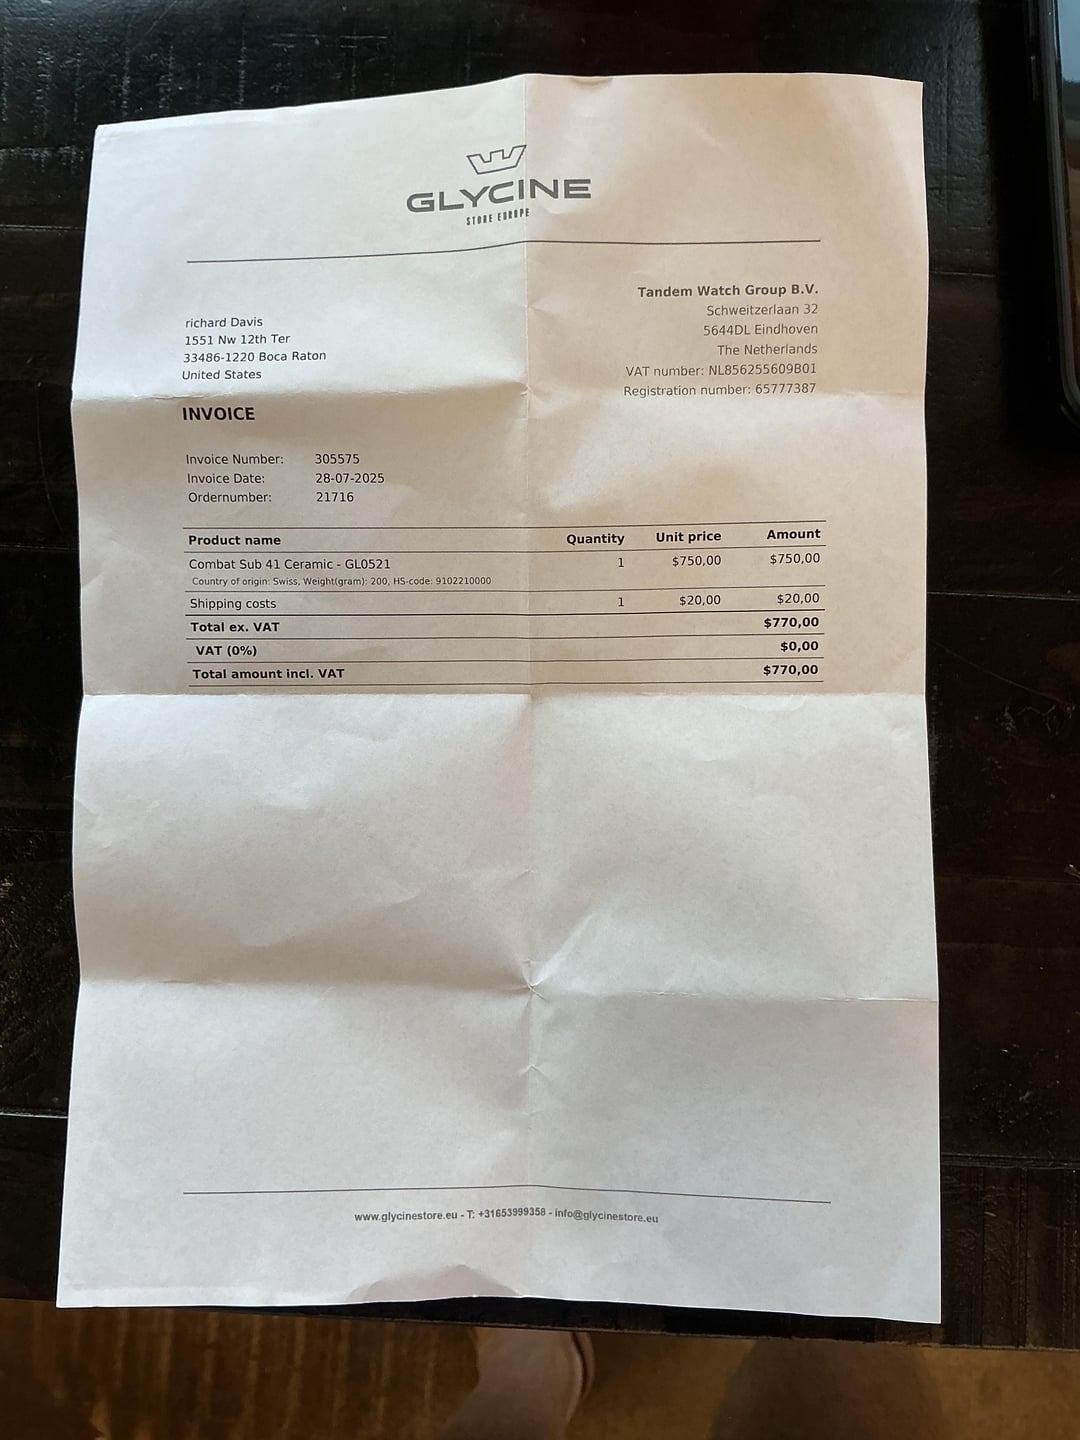 GLYCINE
STORE EUROPE
richard Davis
1551 Nw 12th Ter
33486-1220 Boca Raton
United States
Tandem Watch Group B.V.
Schweitzerlaan 32
5644DL Eindhoven
The Netherlands
VAT number: NL856255609B01
Registration number: 65777387
INVOICE
Invoice Number: 305575
Invoice Date: 28-07-2025
Ordernumber: 21716
Product name Quantity Unit price Amount
Combat Sub 41 Ceramic - GL0521 1 $750,00 $750,00
Country of origin: Swiss, Weight(gram): 200, HS-code: 9102210000
Shipping costs 1 $20,00 $20,00
Total ex. VAT $770,00
VAT (0%) $0,00
Total amount incl. VAT $770,00
www.glycinestore.eu - T: +31653999358 - info@glycinestore.eu